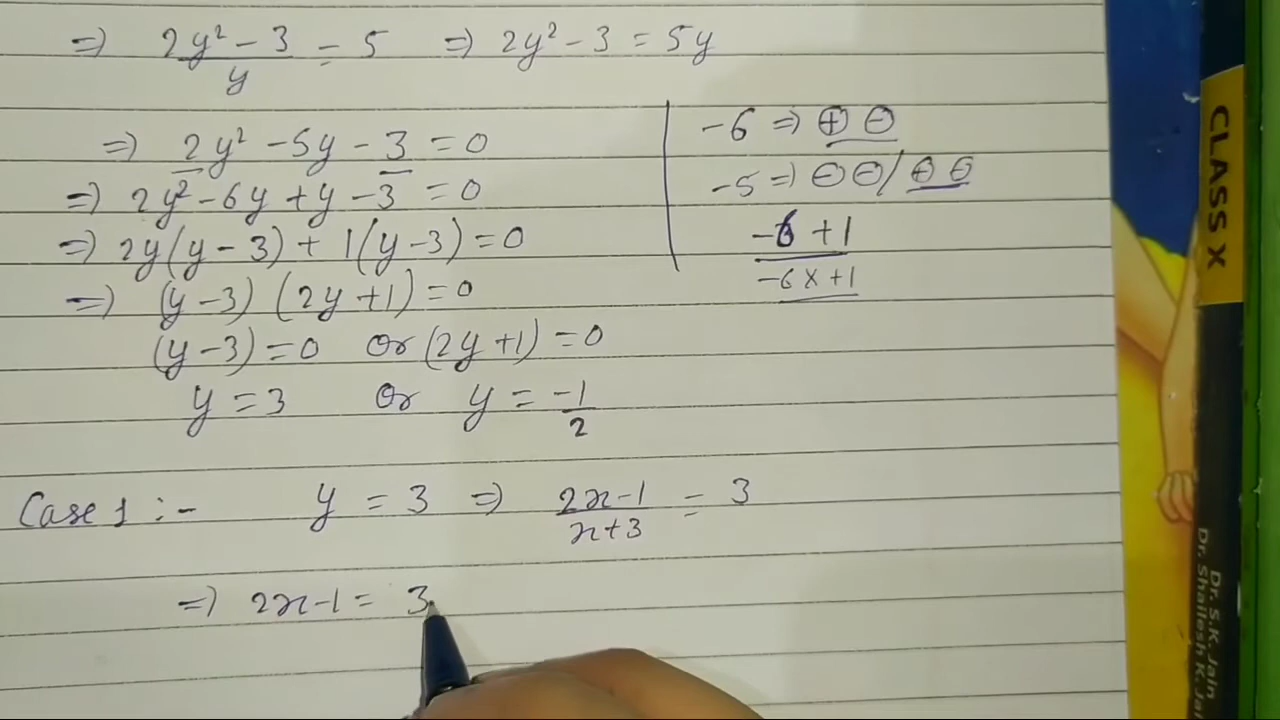 ⇒ 2y² - 3 / y = 5 ⇒ 2y² - 3 = 5y
⇒ 2y² - 5y - 3 = 0
⇒ 2y² - 6y + y - 3 = 0
⇒ 2y(y - 3) + 1(y - 3) = 0
⇒ (y - 3) (2y + 1) = 0
(y - 3) = 0 or (2y + 1) = 0
y = 3 or y = -1/2
-6 ⇒ ⊕ ⊖
-5 ⇒ ⊖ ⊖ / ⊕ ⊖
-6 + 1
-6 x + 1
Case 1 :- y = 3 ⇒ 2x - 1 / x + 3 = 3
⇒ 2x - 1 = 3
CLASS X
Dr. S.K. Jain
Dr. Shailesh K. Jai